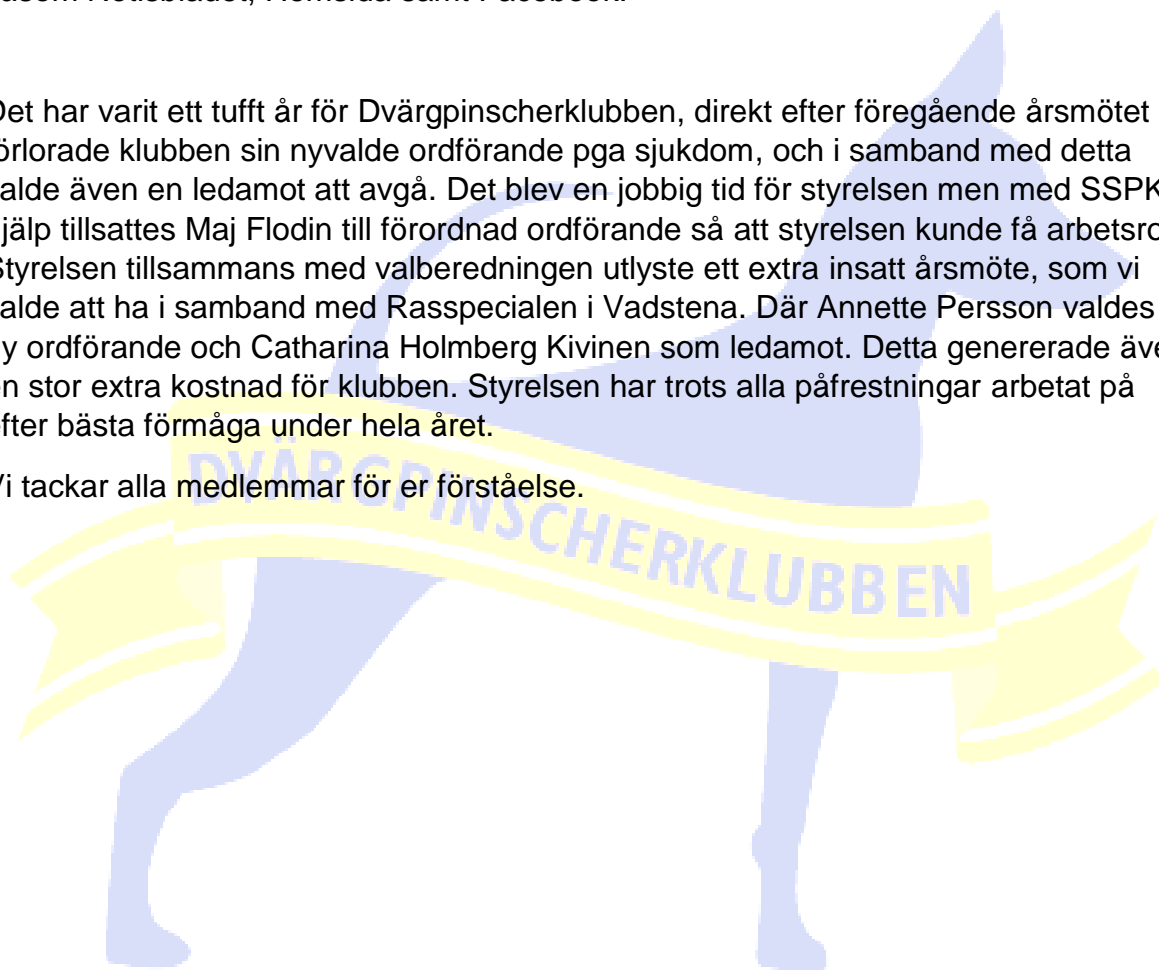 Det har varit ett tufft år för Dvärgpinscherklubben, direkt efter föregående årsmötet
förlorade klubben sin nyvalde ordförande pga sjukdom, och i samband med detta
valde även en ledamot att avgå. Det blev en jobbig tid för styrelsen men med SSPK
hjälp tillsattes Maj Flodin till förordnad ordförande så att styrelsen kunde få arbetsro
Styrelsen tillsammans med valberedningen utlyste ett extra insatt årsmöte, som vi
valde att ha i samband med Rasspecialen i Vadstena. Där Annette Persson valdes
ny ordförande och Catharina Holmberg Kivinen som ledamot. Detta genererade äve
en stor extra kostnad för klubben. Styrelsen har trots alla påfrestningar arbetat på
efter bästa förmåga under hela året.
Vi tackar alla medlemmar för er förståelse.
DVÄRGPINSCHERKLUBBEN